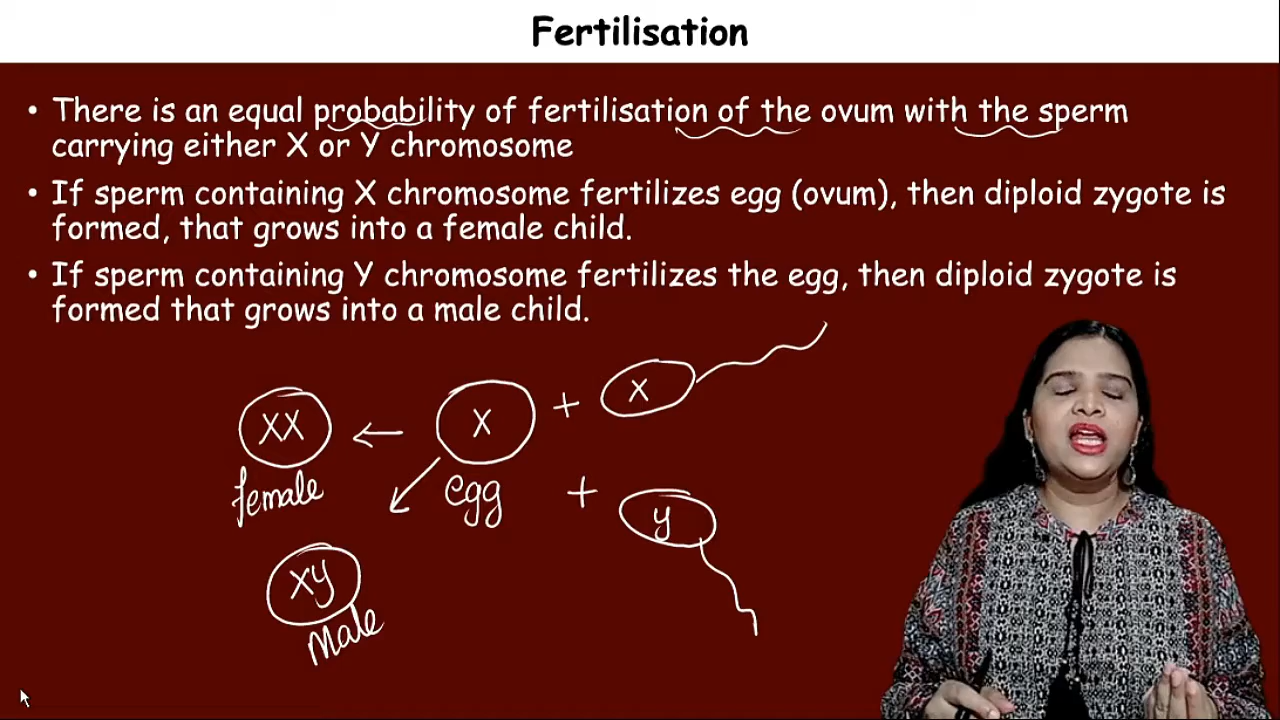 Fertilisation
• There is an equal probability of fertilisation of the ovum with the sperm
carrying either X or Y chromosome
• If sperm containing X chromosome fertilizes egg (ovum), then diploid zygote is
formed, that grows into a female child.
• If sperm containing Y chromosome fertilizes the egg, then diploid zygote is
formed that grows into a male child.
XX ← X + X
female egg + y
xy
Male